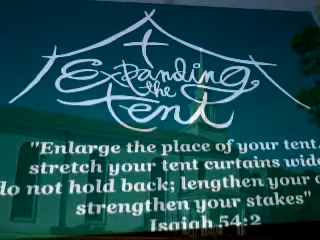 Expanding
the
tent
"Enlarge the place of your tent,
stretch your tent curtains wide
do not hold back; lengthen your
strengthen your stakes"
Isaiah 54:2